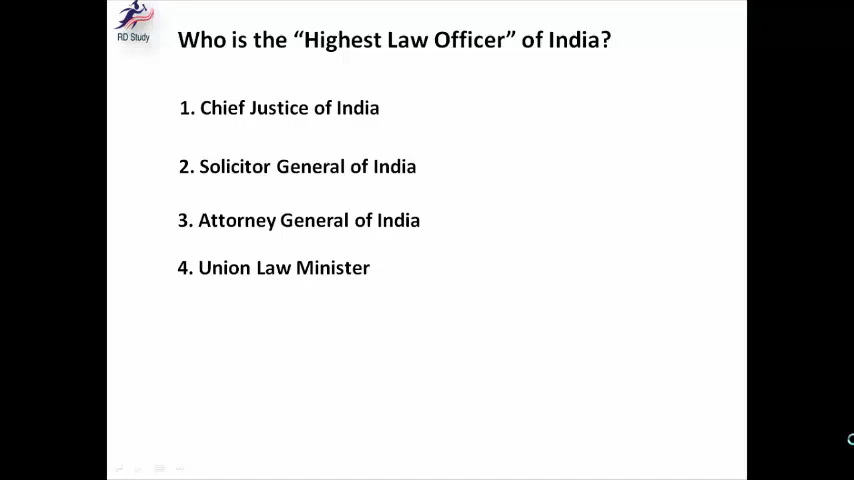 RD Study
Who is the “Highest Law Officer” of India?
1. Chief Justice of India
2. Solicitor General of India
3. Attorney General of India
4. Union Law Minister